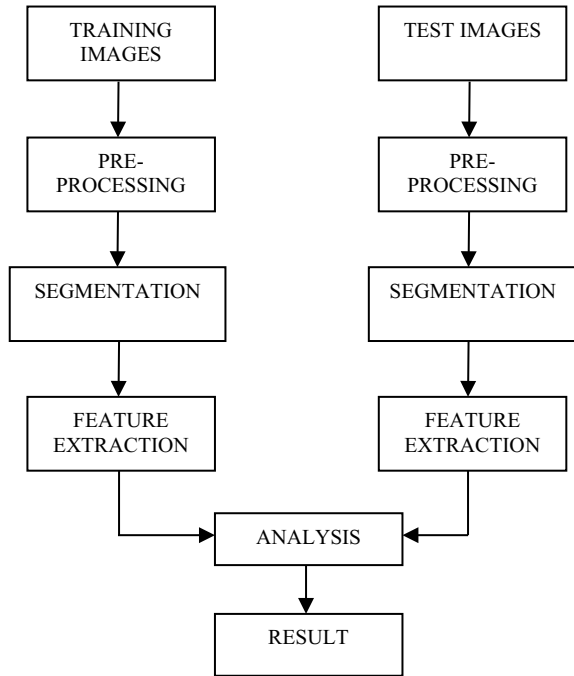 TRAINING
IMAGES
TEST IMAGES
PRE-
PROCESSING
PRE-
PROCESSING
SEGMENTATION
SEGMENTATION
FEATURE
EXTRACTION
FEATURE
EXTRACTION
ANALYSIS
RESULT